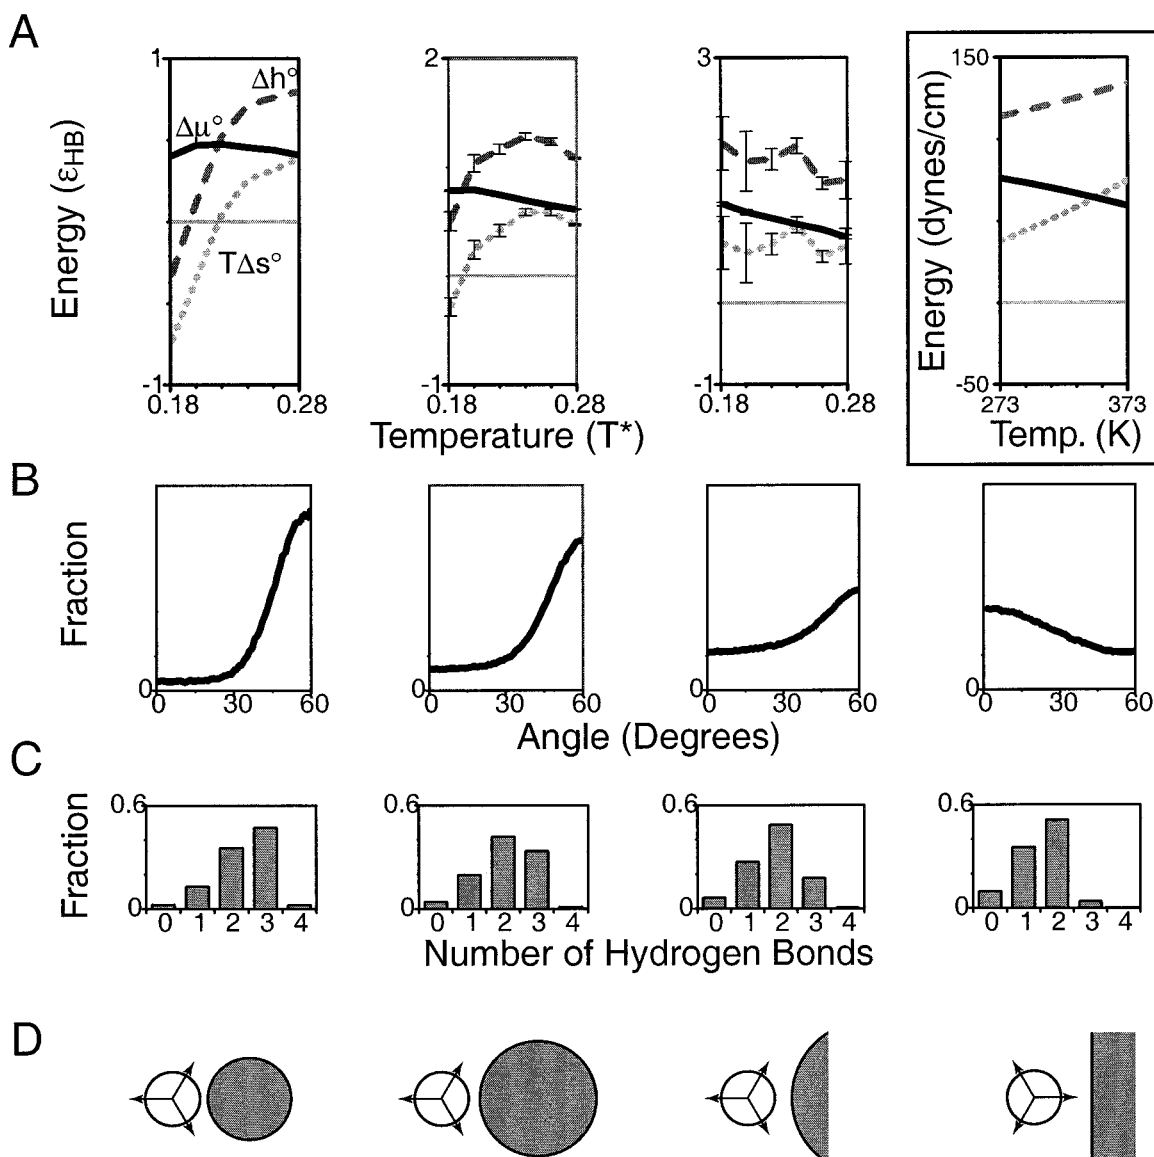 A
Energy (εHB)
1
-1
Δh°
Δμ°
TΔs°
0.18 0.28
2
-1
0.18 0.28
3
-1
0.18 0.28
Temperature (T*)
Energy (dynes/cm)
150
-50
273 373
Temp. (K)
B
Fraction
0
0 30 60
0 30 60
0 30 60
0 30 60
Angle (Degrees)
C
Fraction
0.6
0
0 1 2 3 4
0.6
0
0 1 2 3 4
0.6
0
0 1 2 3 4
0.6
0
0 1 2 3 4
Number of Hydrogen Bonds
D